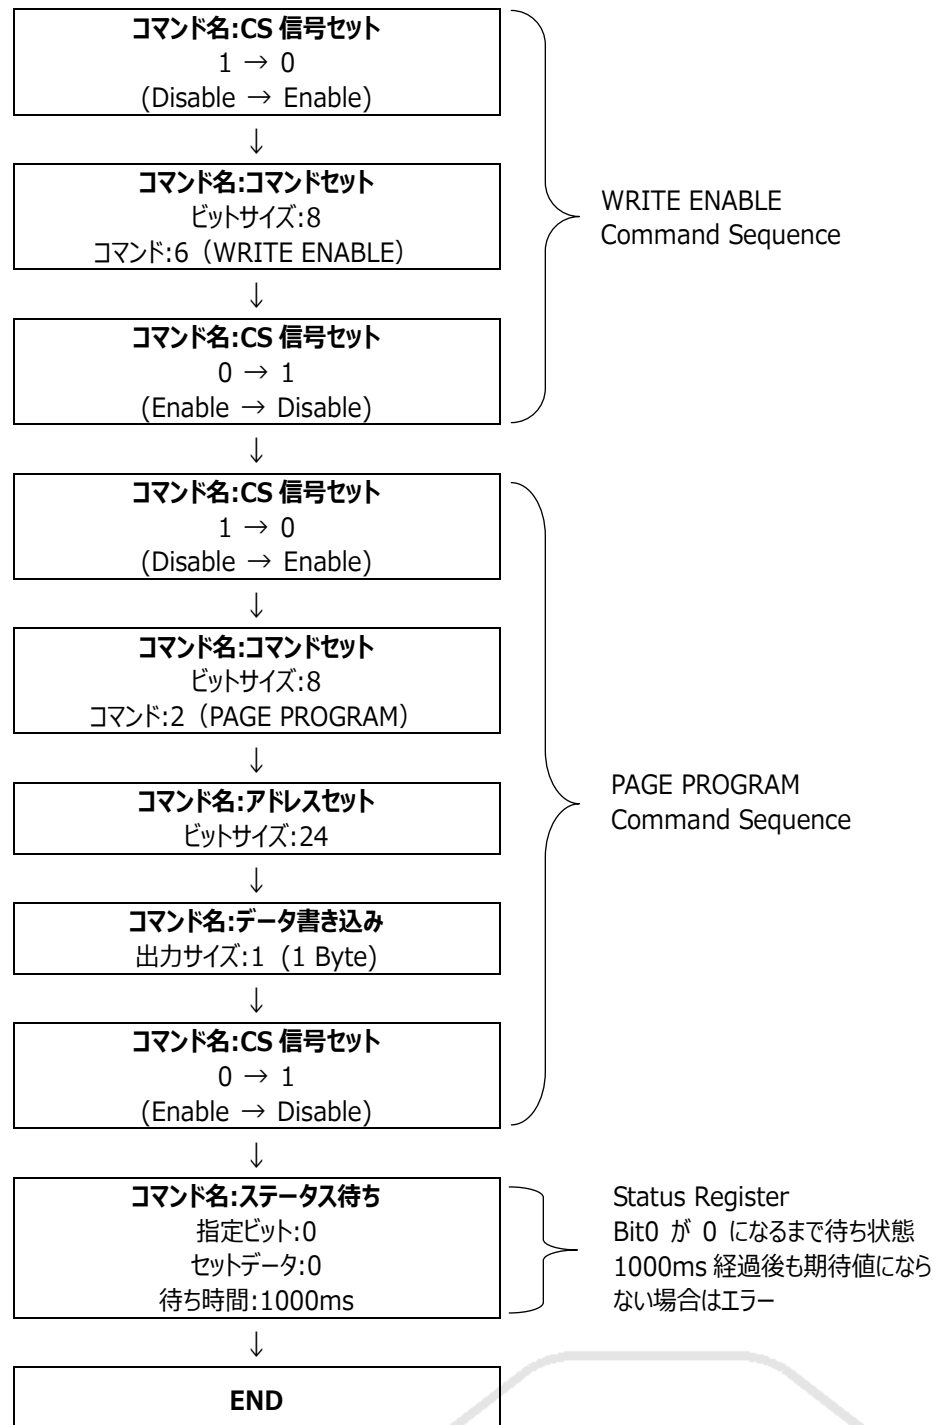 コマンド名:CS 信号セット
1 → 0
(Disable → Enable)
↓
コマンド名:コマンドセット
ビットサイズ:8
コマンド:6（WRITE ENABLE）
↓
コマンド名:CS 信号セット
0 → 1
(Enable → Disable)
WRITE ENABLE
Command Sequence
↓
コマンド名:CS 信号セット
1 → 0
(Disable → Enable)
↓
コマンド名:コマンドセット
ビットサイズ:8
コマンド:2（PAGE PROGRAM）
↓
コマンド名:アドレスセット
ビットサイズ:24
↓
コマンド名:データ書き込み
出力サイズ:1 (1 Byte)
↓
コマンド名:CS 信号セット
0 → 1
(Enable → Disable)
PAGE PROGRAM
Command Sequence
↓
コマンド名:ステータス待ち
指定ビット:0
セットデータ:0
待ち時間:1000ms
Status Register
Bit0 が 0 になるまで待ち状態
1000ms 経過後も期待値になら
ない場合はエラー
↓
END